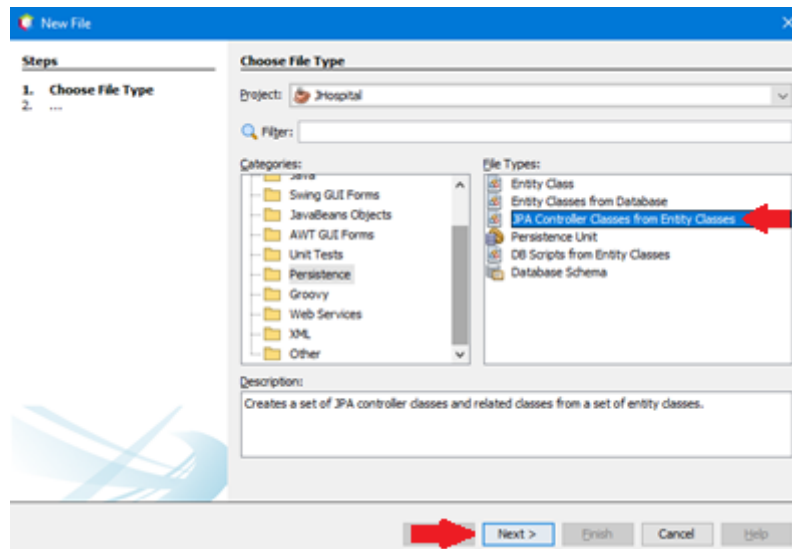 New File
Steps
1. Choose File Type
2. ...
Choose File Type
Project: JHospital
Filter:
Categories:
Java
Swing GUI Forms
JavaBeans Objects
AWT GUI Forms
Unit Tests
Persistence
Groovy
Web Services
XML
Other
File Types:
Entity Class
Entity Classes from Database
JPA Controller Classes from Entity Classes
Persistence Unit
DB Scripts from Entity Classes
Database Schema
Description:
Creates a set of JPA controller classes and related classes from a set of entity classes.
Next >
Finish
Cancel
Help